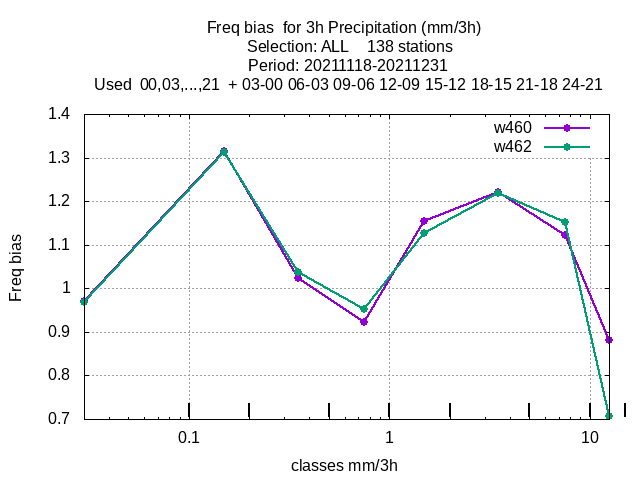 Freq bias  for 3h Precipitation (mm/3h)
Selection: ALL    138 stations
Period: 20211118-20211231
Used  00,03,...,21  + 03-00 06-03 09-06 12-09 15-12 18-15 21-18 24-21
w460
w462
1.4
1.3
1.2
1.1
1
0.9
0.8
0.7
Freq bias
0.1
1
10
classes mm/3h